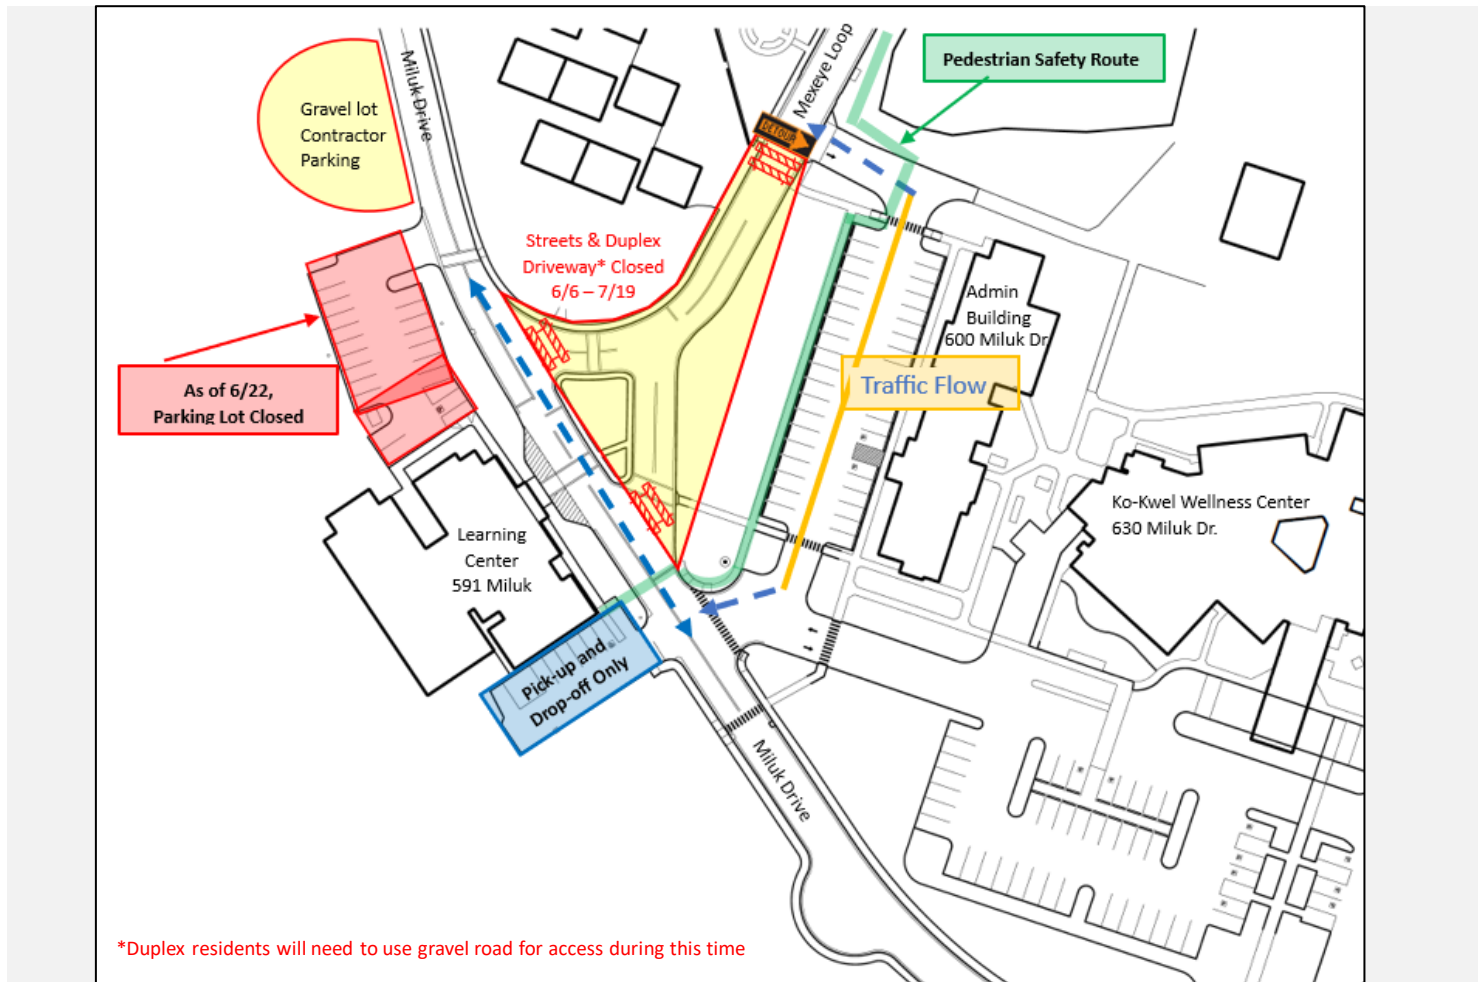 Miluk Drive
Mexeye Loop
Pedestrian Safety Route
Gravel lot
Contractor
Parking
DETOUR
Streets & Duplex
Driveway* Closed
6/6 – 7/19
Admin
Building
600 Miluk Dr
As of 6/22,
Parking Lot Closed
Traffic Flow
Ko-Kwel Wellness Center
630 Miluk Dr.
Learning
Center
591 Miluk
Pick-up and
Drop-off Only
Miluk Drive
*Duplex residents will need to use gravel road for access during this time